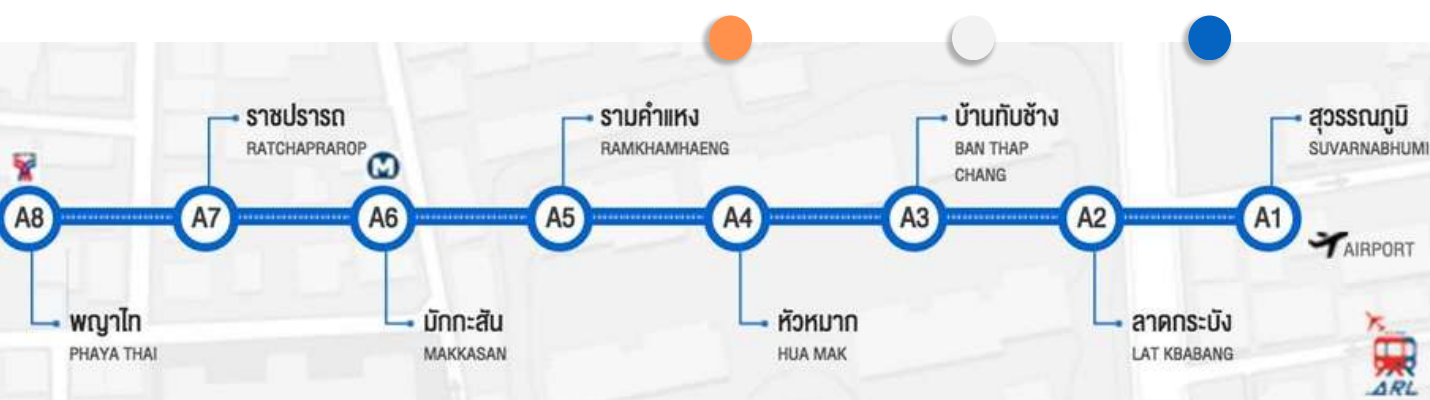 ราชปรารถ
RATCHAPRAROP
รามคำแหง
RAMKHAMHAENG
บ้านทับช้าง
BAN THAP
CHANG
สุวรรณภูมิ
SUVARNABHUMI
M
A8
A7
A6
A5
A4
A3
A2
A1
AIRPORT
พญาไท
PHAYA THAI
มักกะสัน
MAKKASAN
หัวหมาก
HUA MAK
ลาดกระบัง
LAT KBABANG
ARL